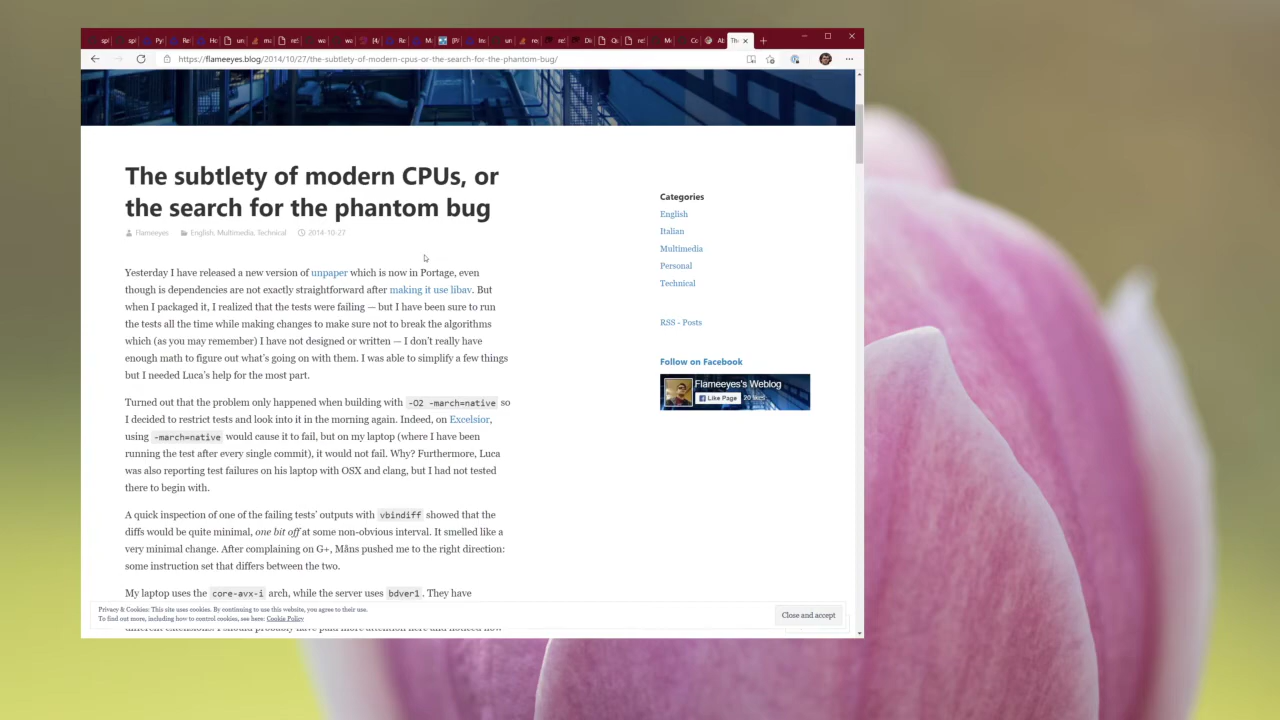 https://flameeyes.blog/2014/10/27/the-subtlety-of-modern-cpus-or-the-search-for-the-phantom-bug/
The subtlety of modern CPUs, or
the search for the phantom bug
Flameeyes English, Multimedia, Technical 2014-10-27
Yesterday I have released a new version of unpaper which is now in Portage, even
though is dependencies are not exactly straightforward after making it use libav. But
when I packaged it, I realized that the tests were failing — but I have been sure to run
the tests all the time while making changes to make sure not to break the algorithms
which (as you may remember) I have not designed or written — I don't really have
enough math to figure out what's going on with them. I was able to simplify a few things
but I needed Luca's help for the most part.
Turned out that the problem only happened when building with -O2 -march=native so
I decided to restrict tests and look into it in the morning again. Indeed, on Excelsior,
using -march=native would cause it to fail, but on my laptop (where I have been
running the test after every single commit), it would not fail. Why? Furthermore, Luca
was also reporting test failures on his laptop with OSX and clang, but I had not tested
there to begin with.
A quick inspection of one of the failing tests' outputs with vbindiff showed that the
diffs would be quite minimal, one bit off at some non-obvious interval. It smelled like a
very minimal change. After complaining on G+, Måns pushed me to the right direction:
some instruction set that differs between the two.
My laptop uses the core-avx-i arch, while the server uses bdver1. They have
Categories
English
Italian
Multimedia
Personal
Technical
RSS - Posts
Follow on Facebook
Flameeyes's Weblog
Like Page 20 likes
Privacy & Cookies: This site uses cookies. By continuing to use this website, you agree to their use.
To find out more, including how to control cookies, see here: Cookie Policy
Close and accept